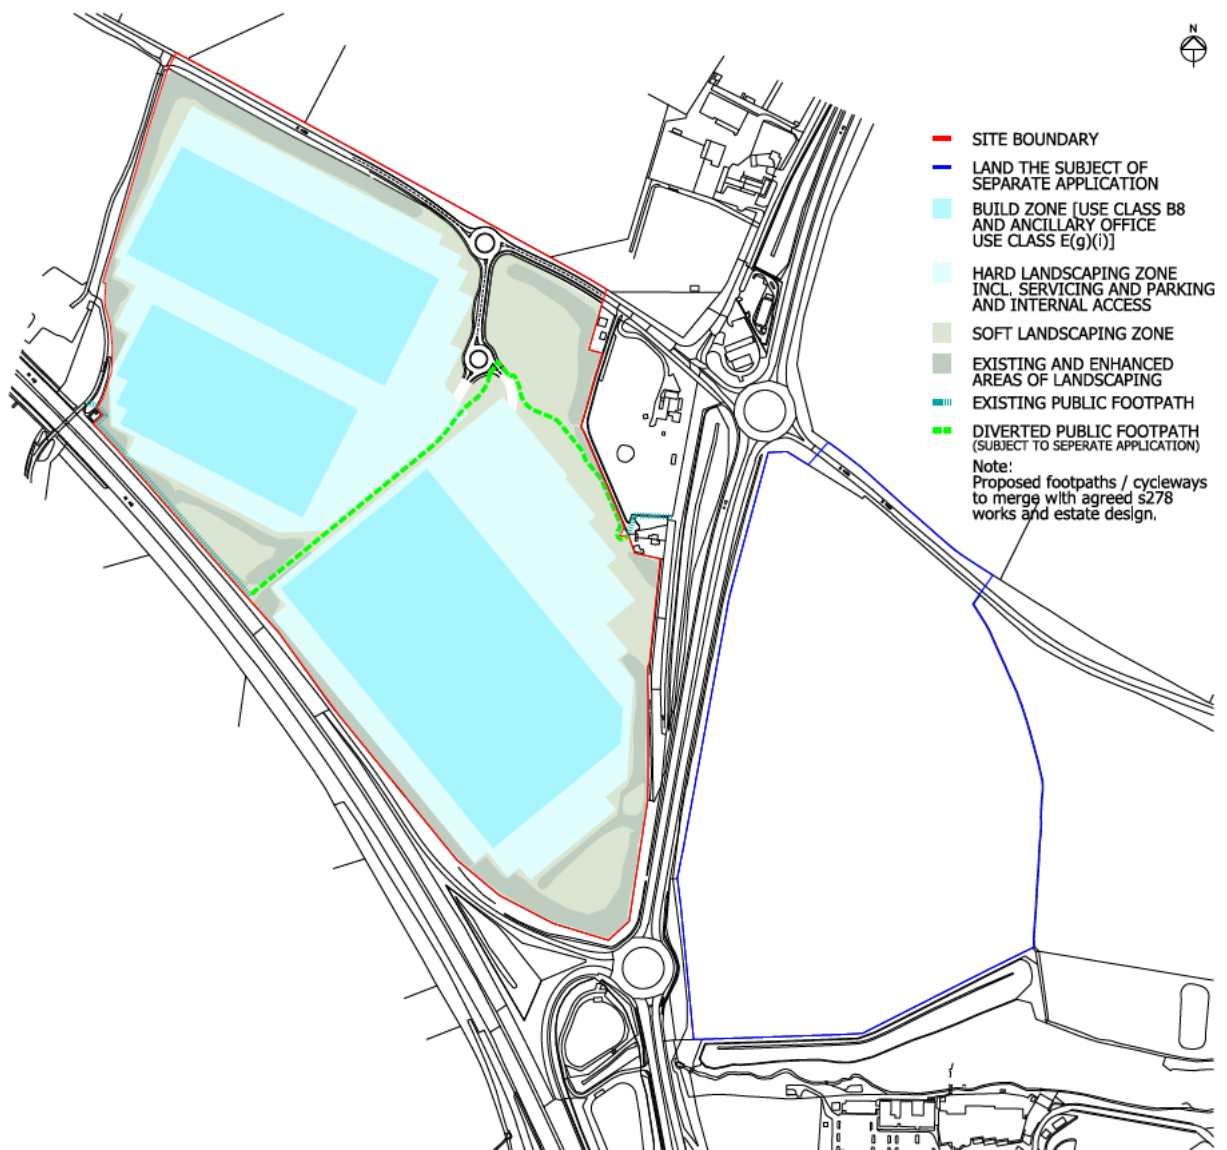 N
SITE BOUNDARY
LAND THE SUBJECT OF
SEPARATE APPLICATION
BUILD ZONE [USE CLASS B8
AND ANCILLARY OFFICE
USE CLASS E(g)(i)]
HARD LANDSCAPING ZONE
INCL. SERVICING AND PARKING
AND INTERNAL ACCESS
SOFT LANDSCAPING ZONE
EXISTING AND ENHANCED
AREAS OF LANDSCAPING
EXISTING PUBLIC FOOTPATH
DIVERTED PUBLIC FOOTPATH
(SUBJECT TO SEPERATE APPLICATION)
Note:
Proposed footpaths / cycleways
to merge with agreed s278
works and estate design.